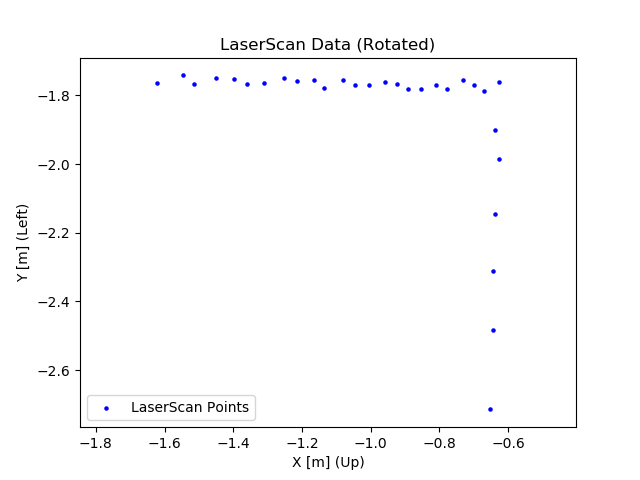 LaserScan Data (Rotated)
Y [m] (Left)
−1.8
−2.0
−2.2
−2.4
−2.6
LaserScan Points
−1.8 −1.6 −1.4 −1.2 −1.0 −0.8 −0.6
X [m] (Up)